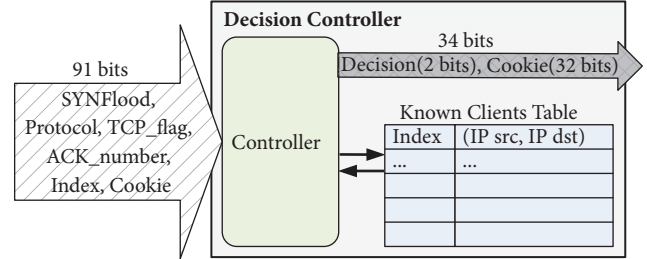 Decision Controller
91 bits
SYNFlood,
Protocol, TCP_flag,
ACK_number,
Index, Cookie
Controller
34 bits
Decision(2 bits), Cookie(32 bits)
Known Clients Table
Index (IP src, IP dst)
... ...